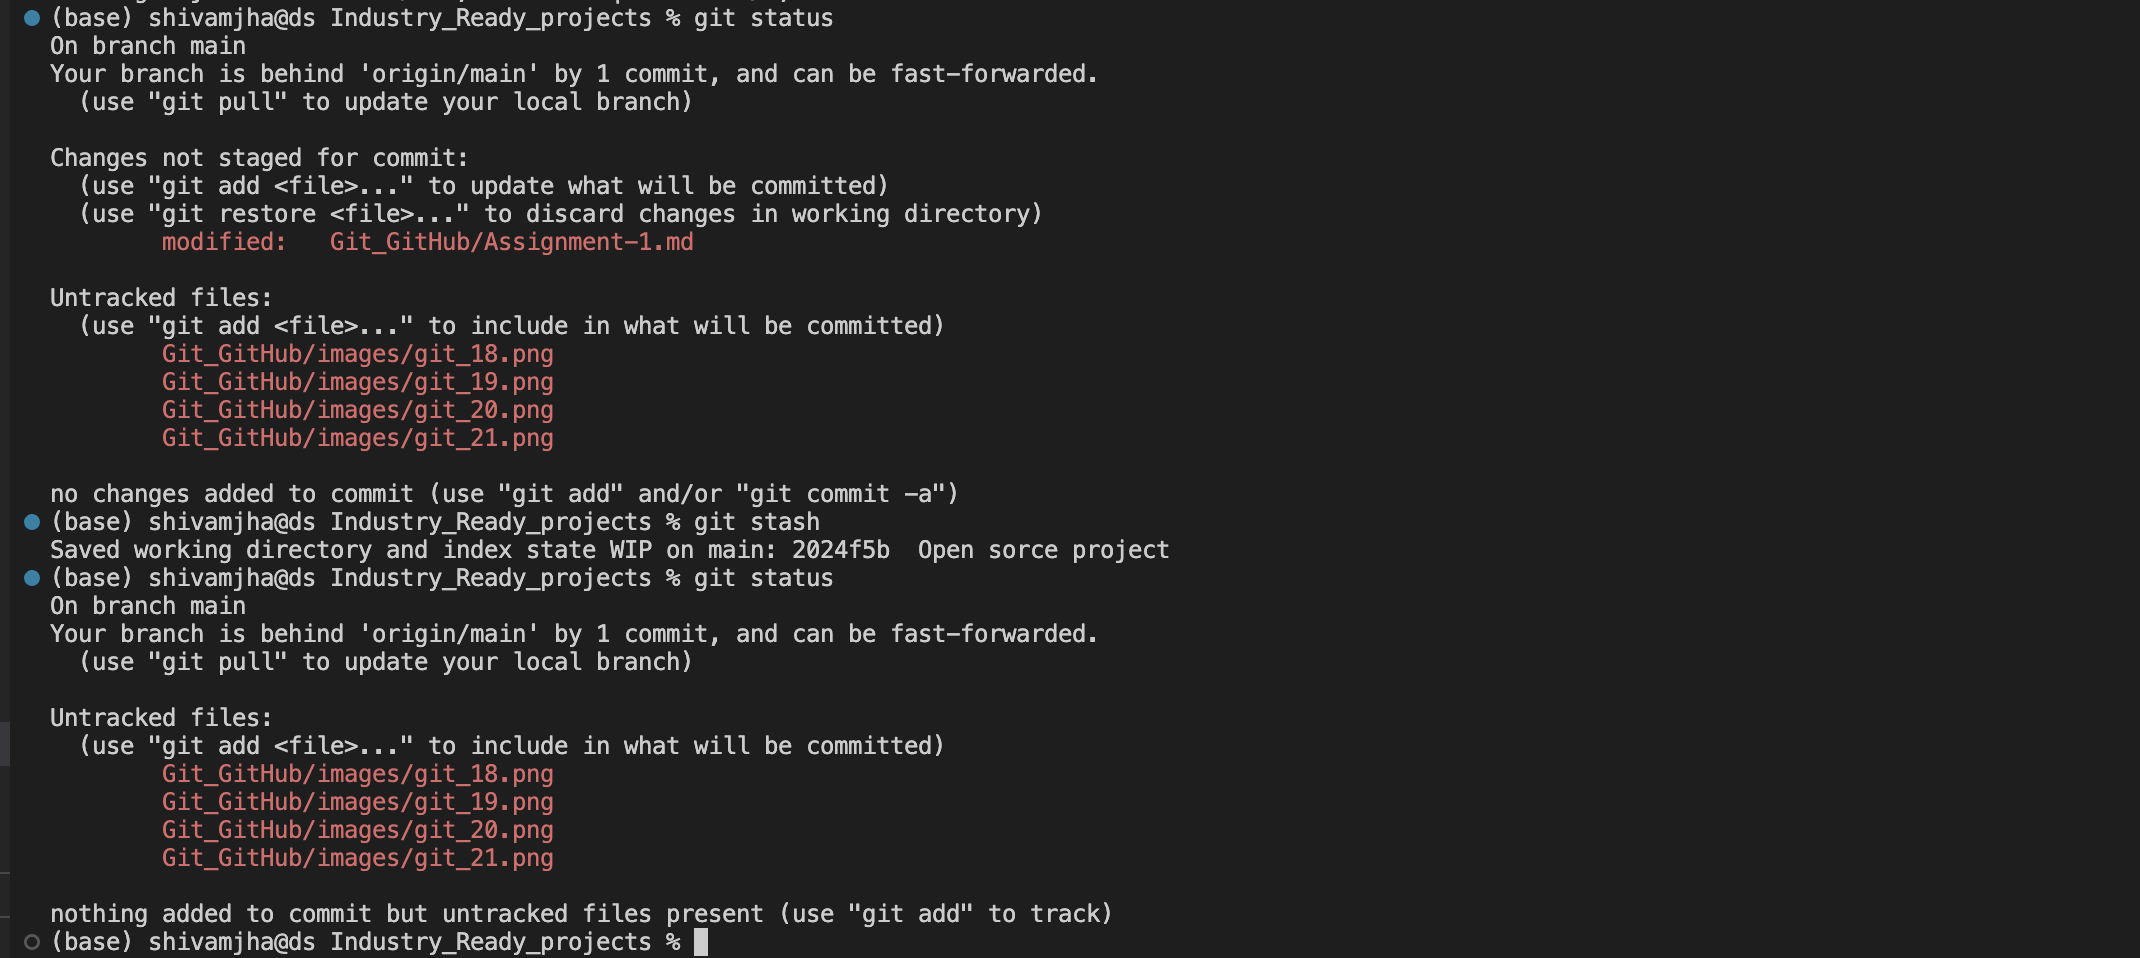 (base) shivamjha@ds Industry_Ready_projects % git status
On branch main
Your branch is behind 'origin/main' by 1 commit, and can be fast-forwarded.
  (use "git pull" to update your local branch)

Changes not staged for commit:
  (use "git add <file>..." to update what will be committed)
  (use "git restore <file>..." to discard changes in working directory)
        modified:   Git_GitHub/Assignment-1.md

Untracked files:
  (use "git add <file>..." to include in what will be committed)
        Git_GitHub/images/git_18.png
        Git_GitHub/images/git_19.png
        Git_GitHub/images/git_20.png
        Git_GitHub/images/git_21.png

no changes added to commit (use "git add" and/or "git commit -a")
(base) shivamjha@ds Industry_Ready_projects % git stash
Saved working directory and index state WIP on main: 2024f5b  Open sorce project
(base) shivamjha@ds Industry_Ready_projects % git status
On branch main
Your branch is behind 'origin/main' by 1 commit, and can be fast-forwarded.
  (use "git pull" to update your local branch)

Untracked files:
  (use "git add <file>..." to include in what will be committed)
        Git_GitHub/images/git_18.png
        Git_GitHub/images/git_19.png
        Git_GitHub/images/git_20.png
        Git_GitHub/images/git_21.png

nothing added to commit but untracked files present (use "git add" to track)
(base) shivamjha@ds Industry_Ready_projects %